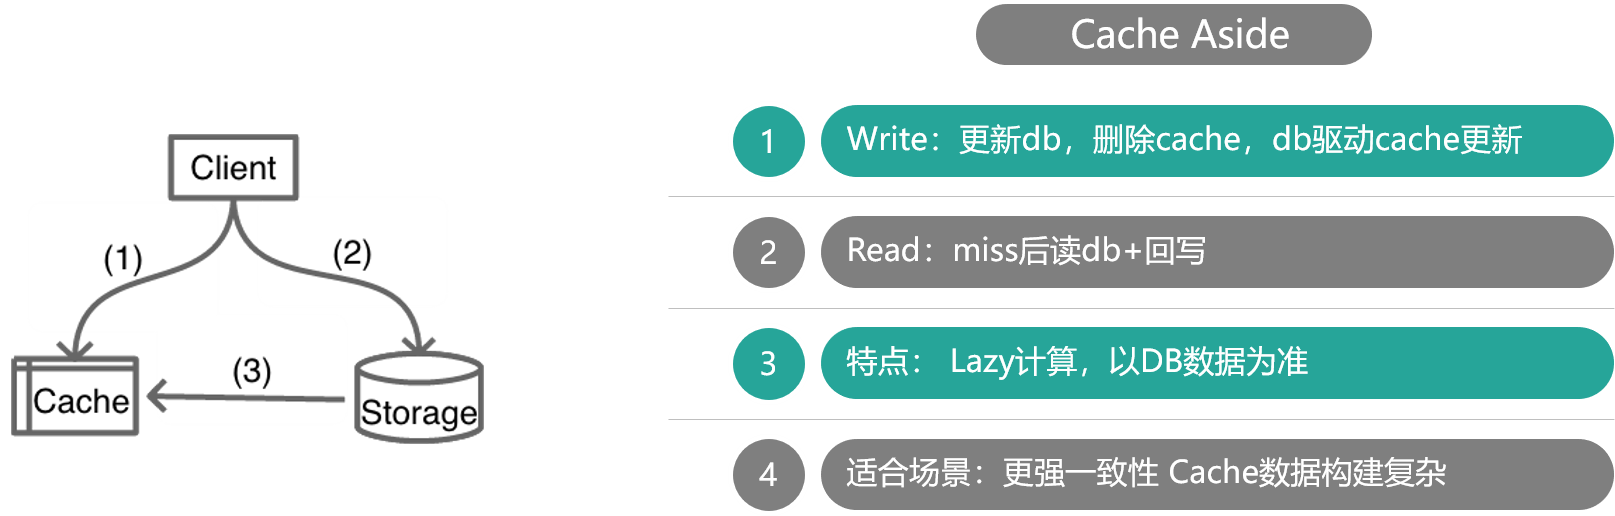 Cache Aside
Client
(1)
(2)
(3)
Cache
Storage
1
Write：更新db，删除cache，db驱动cache更新
2
Read：miss后读db+回写
3
特点： Lazy计算，以DB数据为准
4
适合场景：更强一致性 Cache数据构建复杂